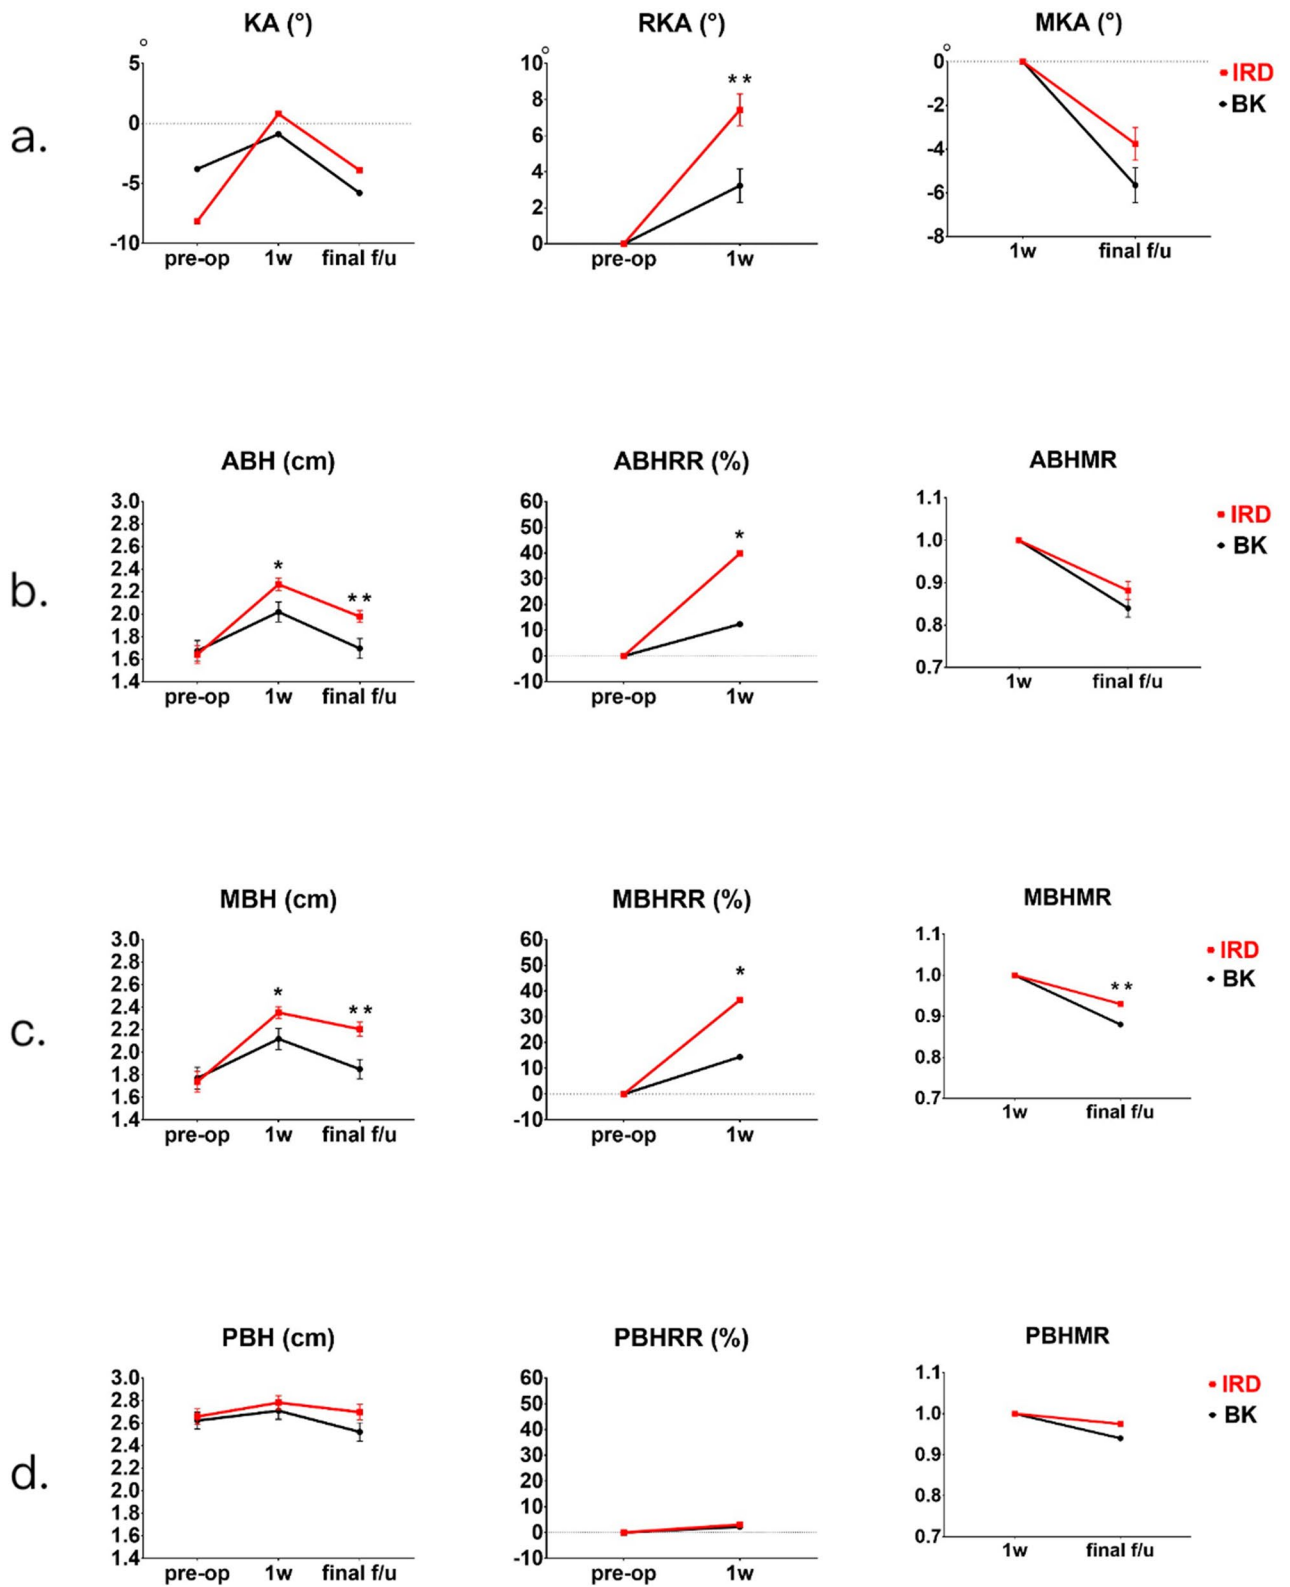 KA (°) RKA (°) MKA (°)
a.
° 5 0 -5 -10
pre-op 1w final f/u
° 10 8 6 4 2 0
pre-op 1w
**
° 0 -2 -4 -6 -8
1w final f/u
IRD
BK
ABH (cm) ABHRR (%) ABHMR
b.
3.0 2.8 2.6 2.4 2.2 2.0 1.8 1.6 1.4
* **
pre-op 1w final f/u
60 50 40 30 20 10 0 -10
*
pre-op 1w
1.1 1.0 0.9 0.8 0.7
1w final f/u
IRD
BK
MBH (cm) MBHRR (%) MBHMR
c.
3.0 2.8 2.6 2.4 2.2 2.0 1.8 1.6 1.4
* **
pre-op 1w final f/u
60 50 40 30 20 10 0 -10
*
pre-op 1w
1.1 1.0 0.9 0.8 0.7
**
1w final f/u
IRD
BK
PBH (cm) PBHRR (%) PBHMR
d.
3.0 2.8 2.6 2.4 2.2 2.0 1.8 1.6 1.4
pre-op 1w final f/u
60 50 40 30 20 10 0 -10
pre-op 1w
1.1 1.0 0.9 0.8 0.7
1w final f/u
IRD
BK